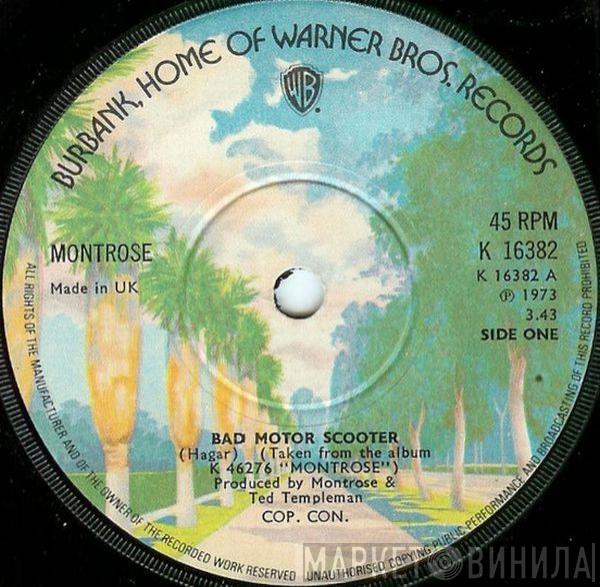 BURBANK, HOME OF WARNER BROS. RECORDS
WB
MONTROSE
Made in UK
45 RPM
K 16382
K 16382 A
Ⓟ 1973
3.43
SIDE ONE
BAD MOTOR SCOOTER
(Hagar) (Taken from the album
K 46276 "MONTROSE")
Produced by Montrose &
Ted Templeman
COP. CON.
ALL RIGHTS OF THE MANUFACTURER AND OF THE OWNER OF THE RECORDED WORK RESERVED UNAUTHORISED COPYING PUBLIC PERFORMANCE AND BROADCASTING OF THIS RECORD PROHIBITED
МАРКЕТ ВИНИЛА